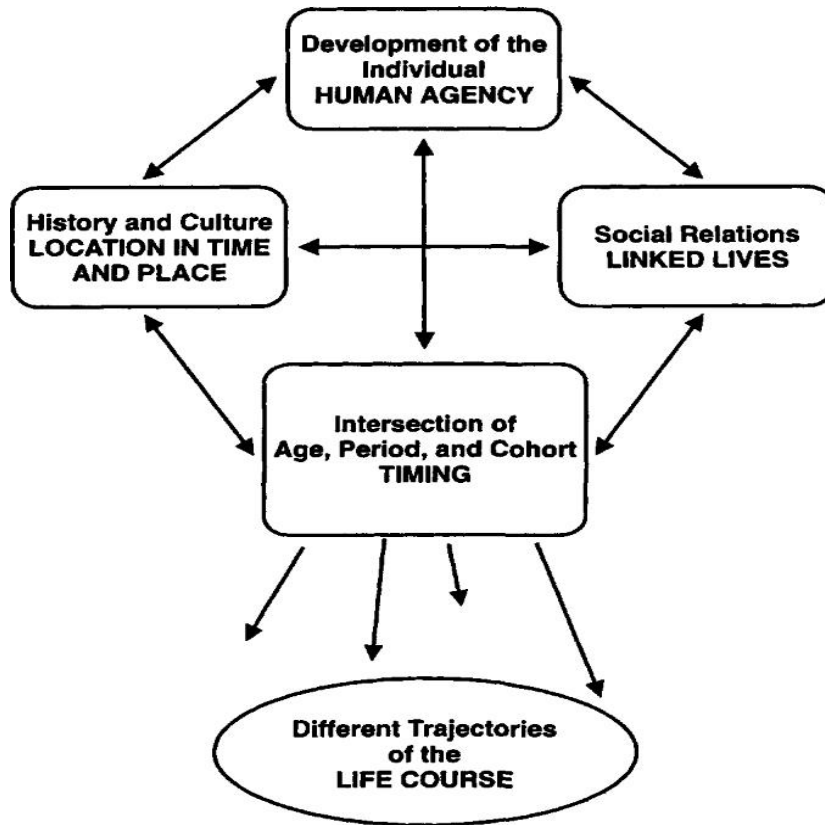 Development of the
Individual
HUMAN AGENCY
History and Culture
LOCATION IN TIME
AND PLACE
Social Relations
LINKED LIVES
Intersection of
Age, Period, and Cohort
TIMING
Different Trajectories
of the
LIFE COURSE